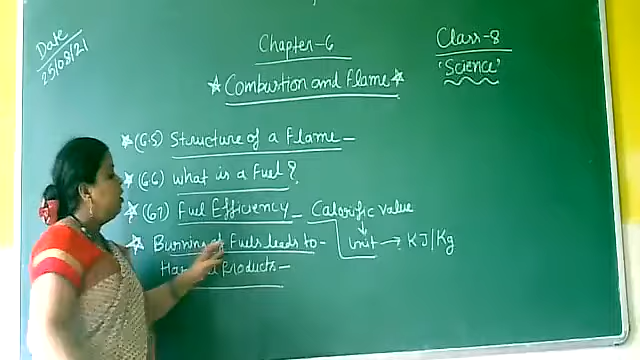 Date
25/08/21
Chapter-6
Class-8
'Science'
Combustion and Flame
(6.5) Structure of a Flame -
(6.6) What is a Fuel?
(6.7) Fuel Efficiency - Calorific value
unit → KJ/Kg
Burning of Fuels leads to -
Products -